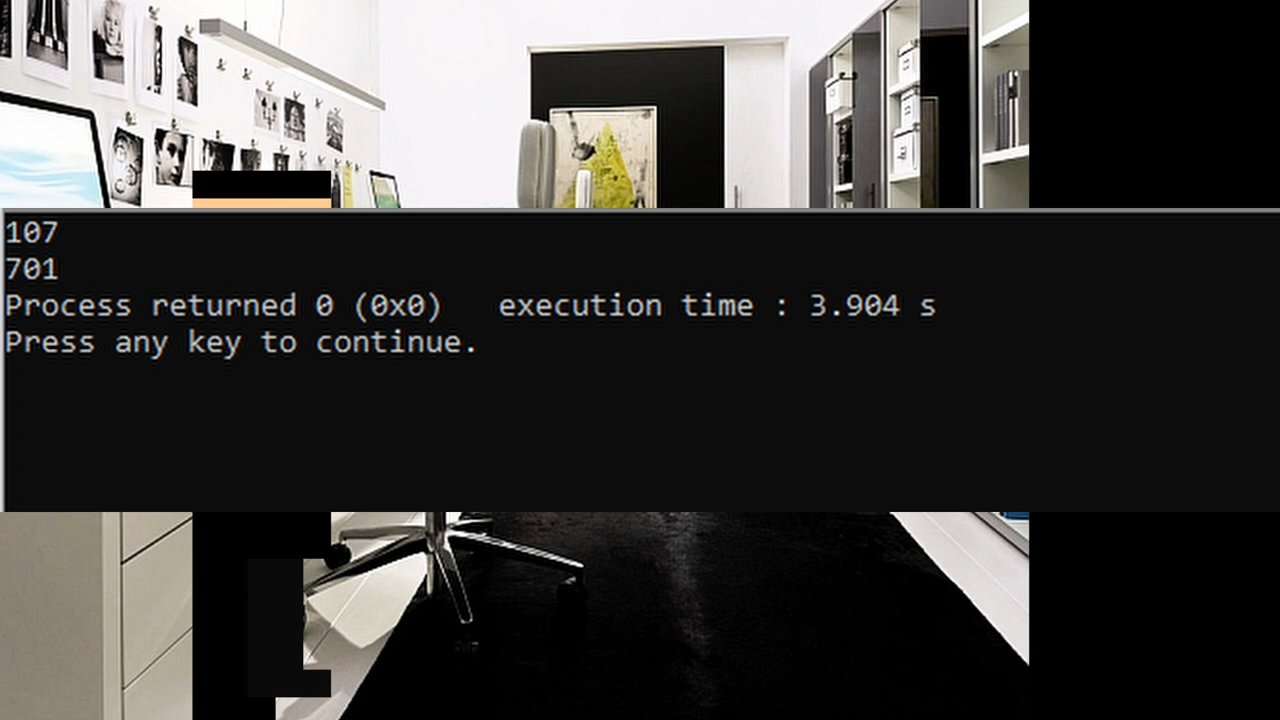 107
701
Process returned 0 (0x0)   execution time : 3.904 s
Press any key to continue.